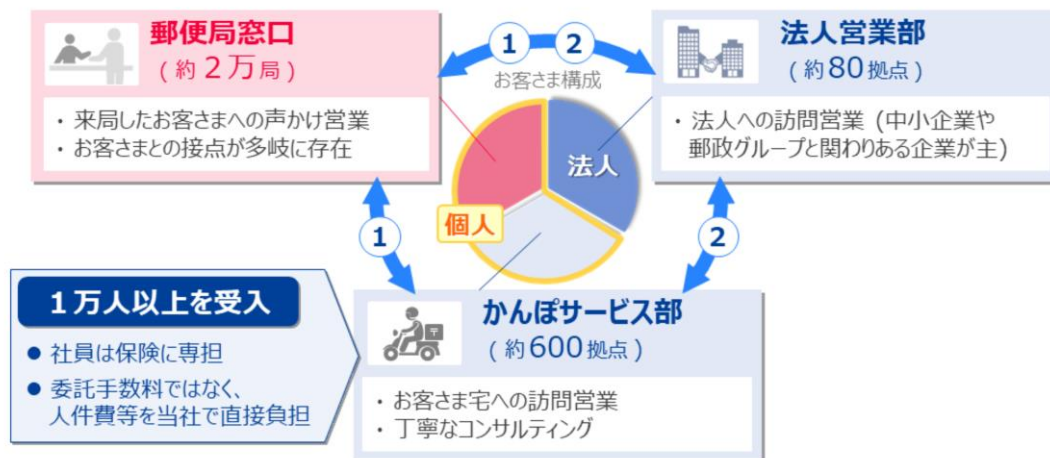 郵便局窓口
（約2万局）
・来局したお客さまへの声かけ営業
・お客さまとの接点が多岐に存在
1
2
お客さま構成
法人営業部
（約80拠点）
・法人への訪問営業（中小企業や
郵政グループと関わりある企業が主）
法人
個人
1
2
1万人以上を受入
● 社員は保険に専担
● 委託手数料ではなく、
人件費等を当社で直接負担
かんぽサービス部
（約600拠点）
〒
・お客さま宅への訪問営業
・丁寧なコンサルティング